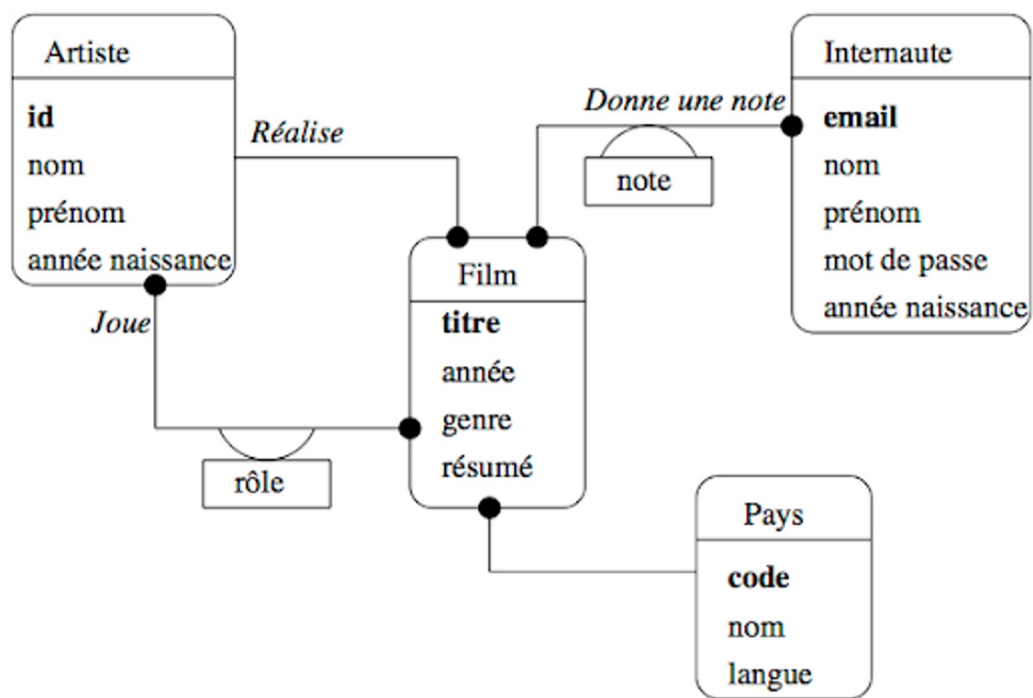 Artiste
id
nom
prénom
année naissance
Réalise
Donne une note
note
Internaute
email
nom
prénom
mot de passe
année naissance
Joue
rôle
Film
titre
année
genre
résumé
Pays
code
nom
langue